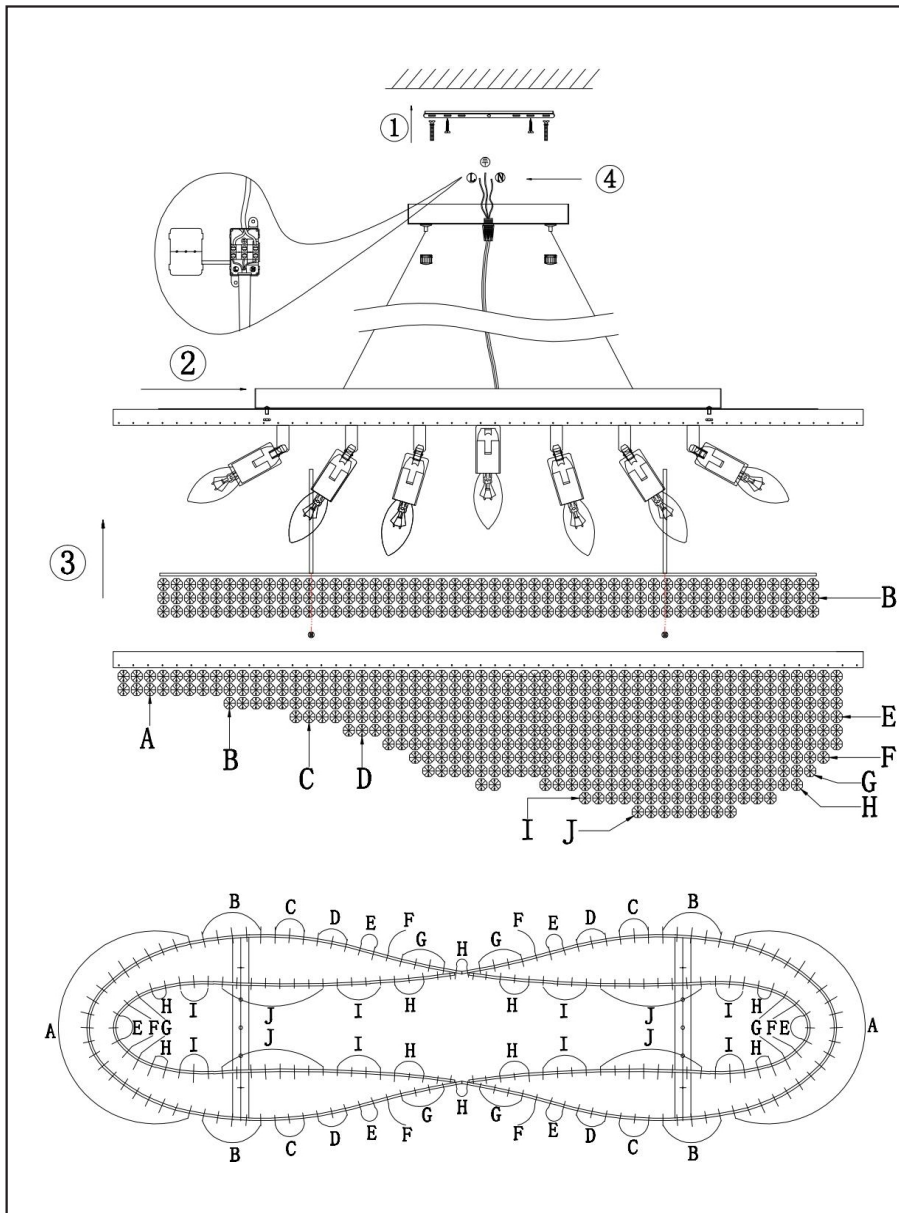 ①
L N ④
②
③
B
A
B
C
D
E
F
G
H
I J
B C D E F G H G F E D C B
H I J I H H I J I H
A E F G G F E A
H I J I H H I J I H
B C D E F G H G F E D C B